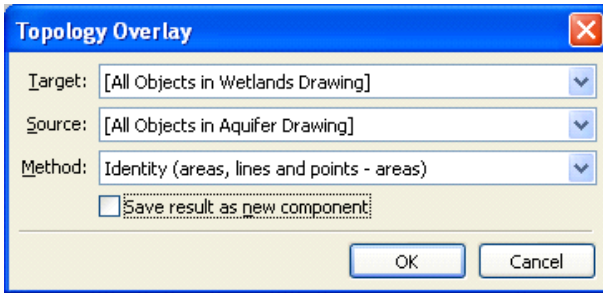 Topology Overlay
Target: [All Objects in Wetlands Drawing]
Source: [All Objects in Aquifer Drawing]
Method: Identity (areas, lines and points - areas)
Save result as new component
OK Cancel